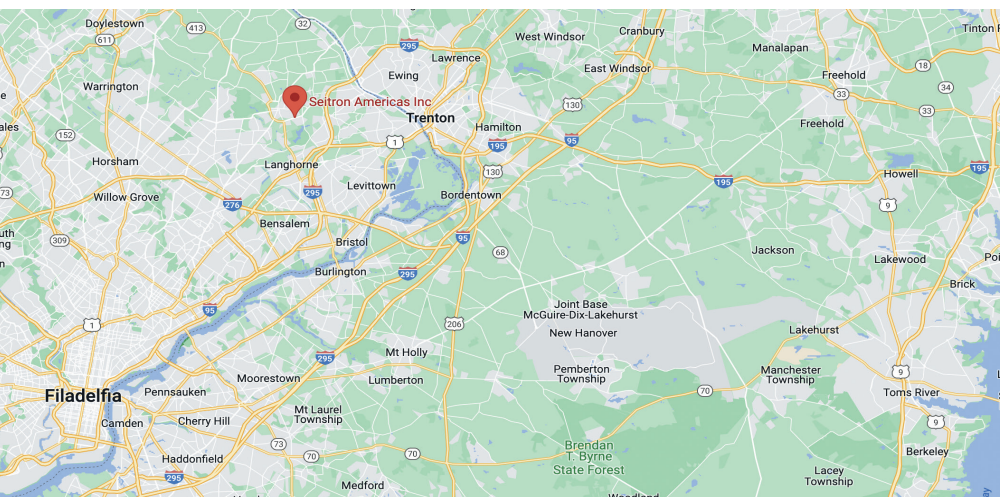 Doylestown
413
32
611
295
Lawrence
West Windsor
Cranbury
Manalapan
Tinton F
Ewing
East Windsor
18
Warrington
Freehold
34
Seitron Americas Inc
33
130
33
Trenton
Freehold
ales
152
Hamilton
1
195
95
Horsham
Langhorne
130
195
195
Howell
73
Willow Grove
Levittown
295
276
Bordentown
9
Bensalem
uth
ng
309
Bristol
95
68
Jackson
Lakewood
Poi
n
Burlington
295
Brick
95
Joint Base
McGuire-Dix-Lakehurst
1
206
New Hanover
Lakehurst
295
Mt Holly
Pemberton
Township
Manchester
Township
9
Moorestown
Lumberton
Filadelfia
Pennsauken
70
Toms River
Camden
Cherry Hill
Mt Laurel
Township
9
73
Brendan
T. Byrne
State Forest
Berkeley
Haddonfield
70
70
295
Medford
Lacey
Township
Woodland